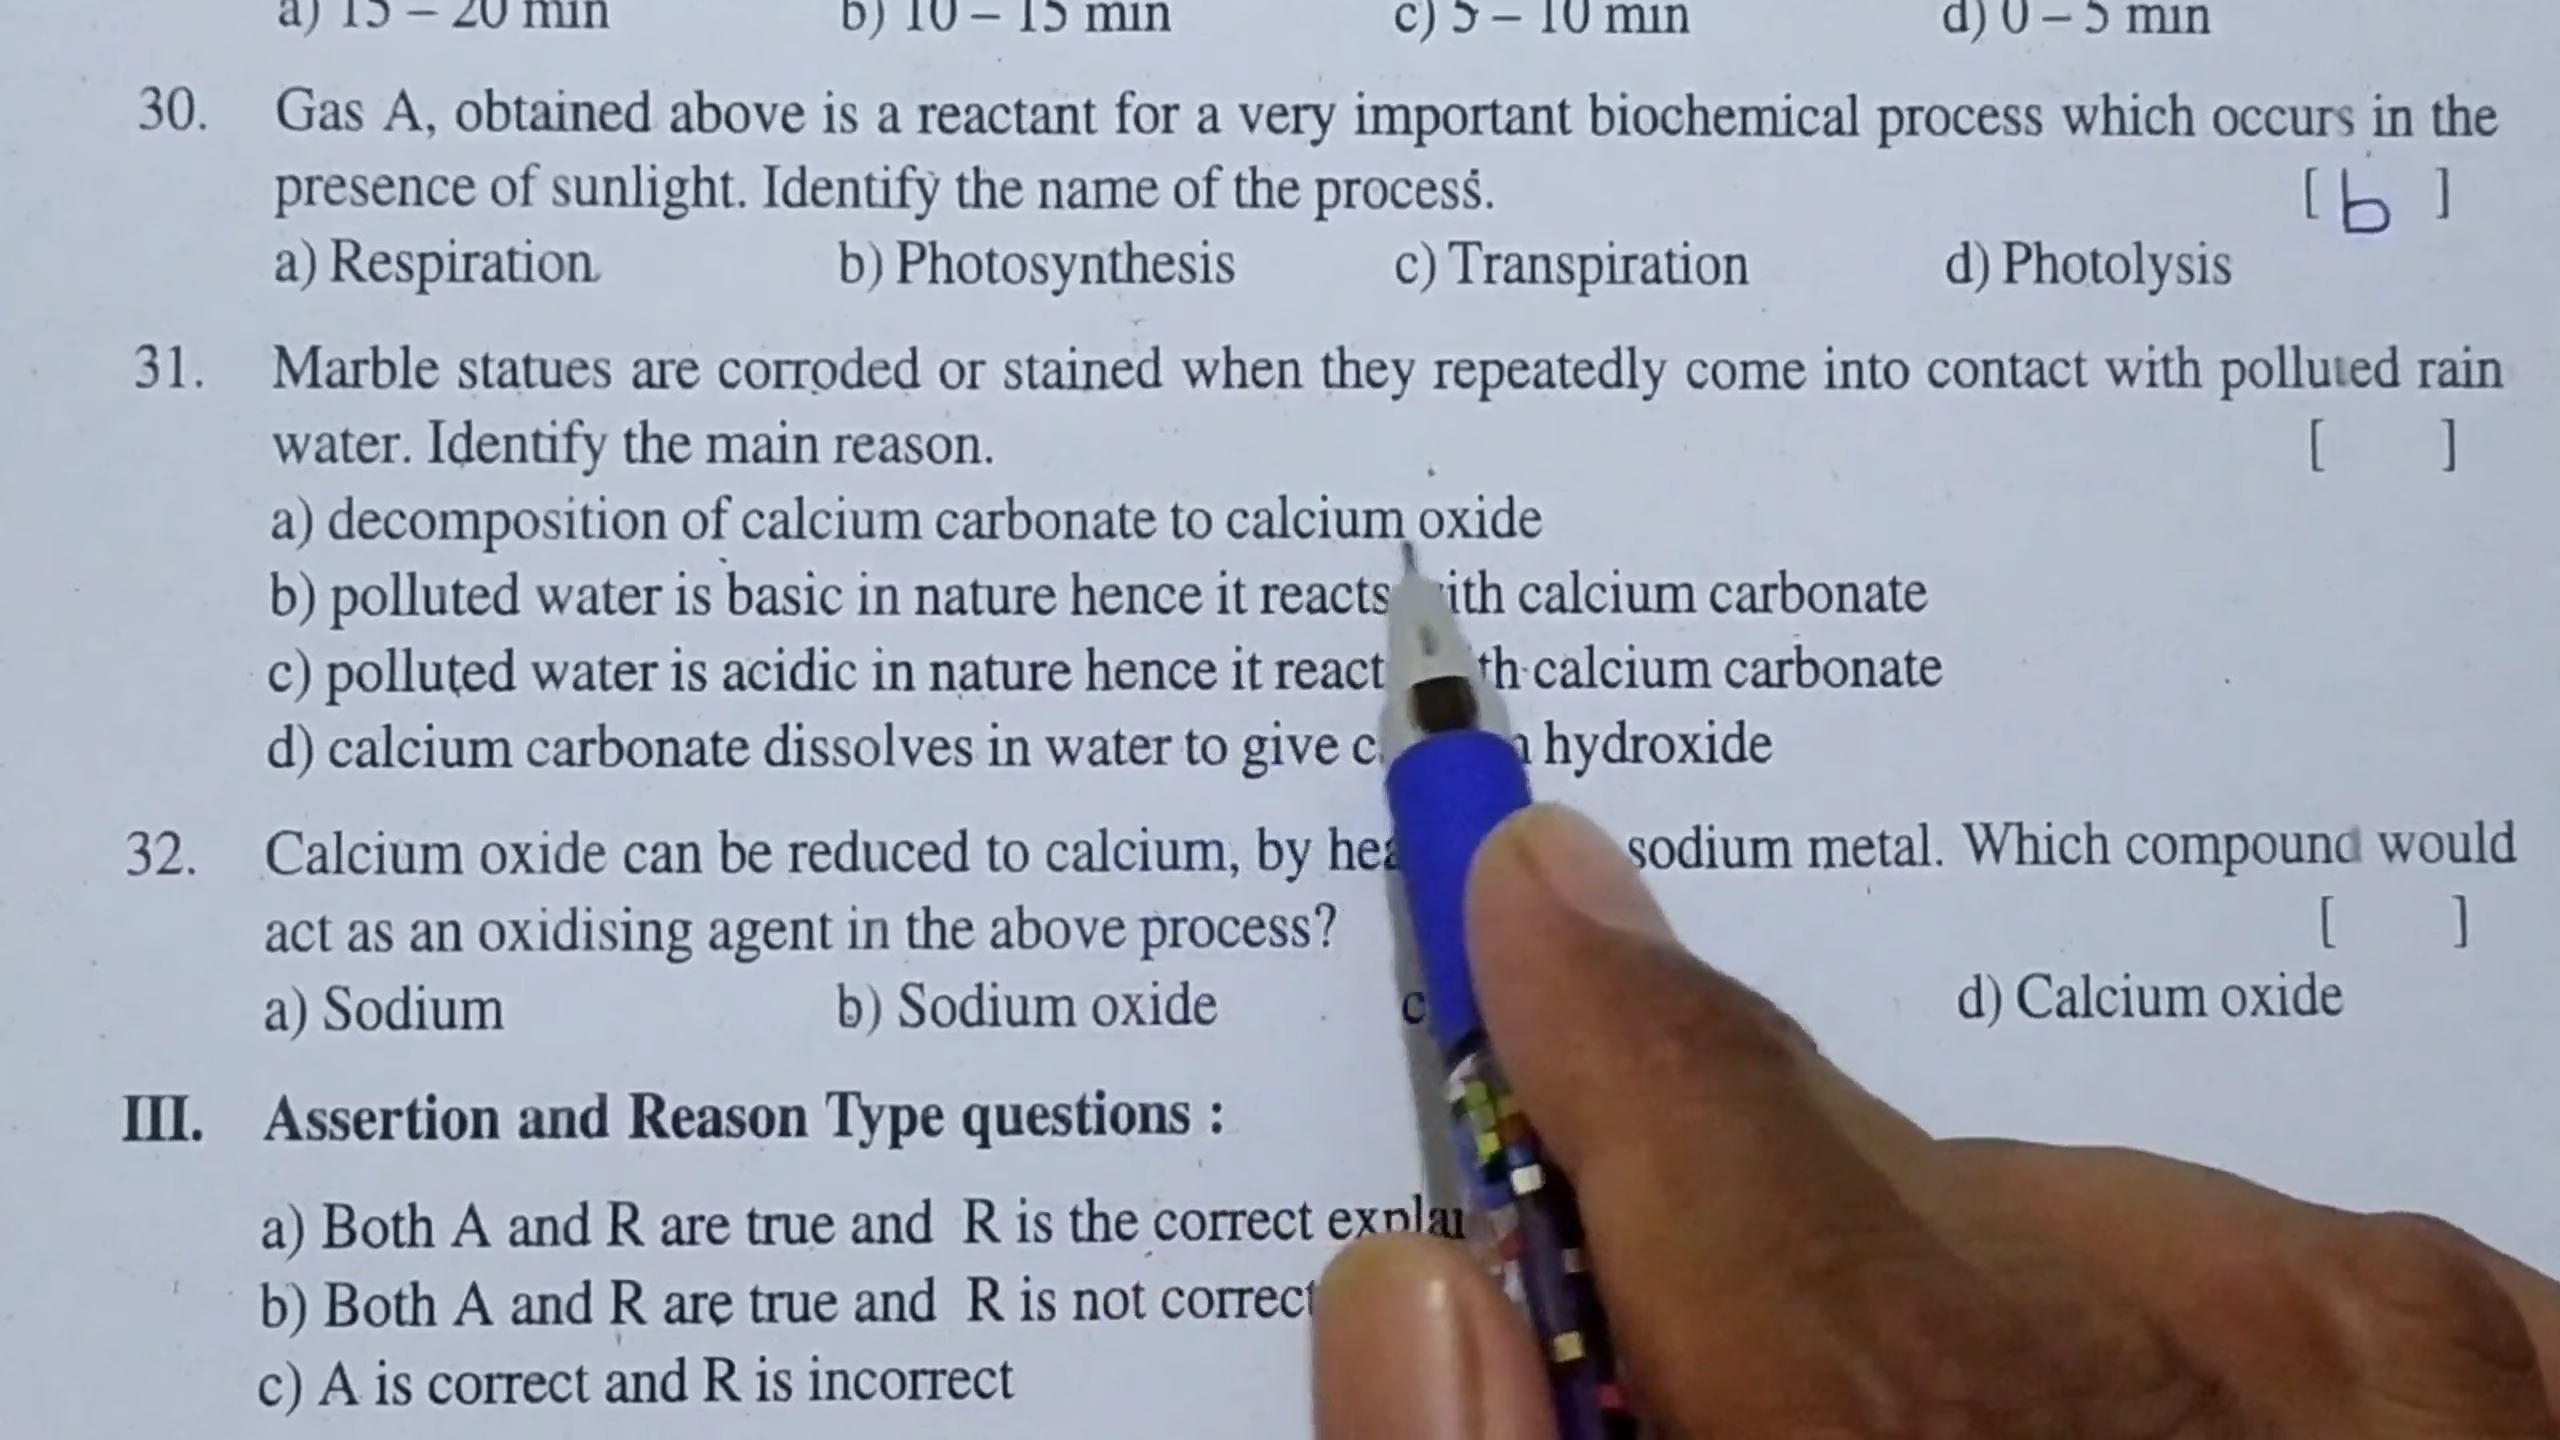 a) 15 – 20 min b) 10 – 15 min c) 5 – 10 min d) 0 – 5 min
30. Gas A, obtained above is a reactant for a very important biochemical process which occurs in the
presence of sunlight. Identify the name of the process. [ b ]
a) Respiration b) Photosynthesis c) Transpiration d) Photolysis
31. Marble statues are corroded or stained when they repeatedly come into contact with polluted rain
water. Identify the main reason. [ ]
a) decomposition of calcium carbonate to calcium oxide
b) polluted water is basic in nature hence it reacts calcium carbonate
c) polluted water is acidic in nature hence it calcium carbonate
d) calcium carbonate dissolves in water to give hydroxide
32. Calcium oxide can be reduced to calcium, by sodium metal. Which compound would
act as an oxidising agent in the above process? [ ]
a) Sodium b) Sodium oxide c d) Calcium oxide
III. Assertion and Reason Type questions :
a) Both A and R are true and R is the correct
b) Both A and R are true and R is not
c) A is correct and R is incorrect